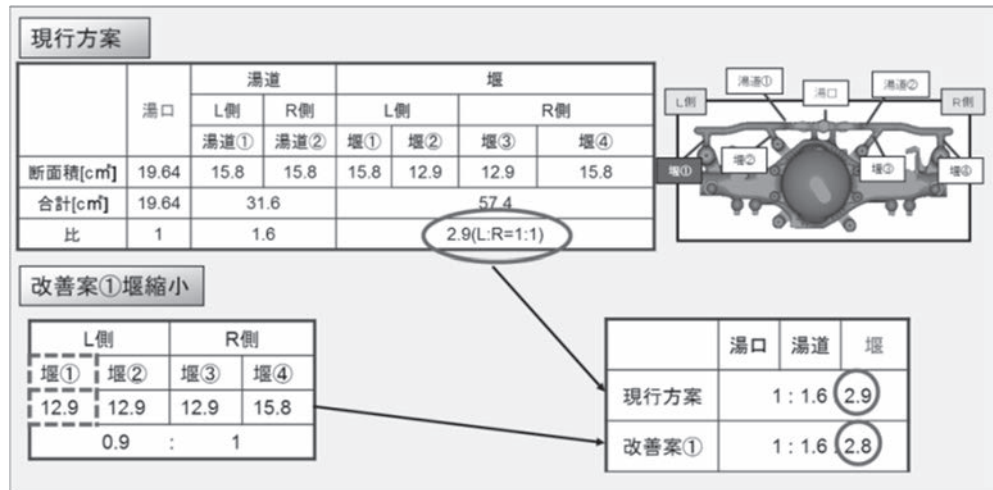 現行方案
湯道 堰
湯口 L側 R側 L側 R側
湯道① 湯道② 堰① 堰② 堰③ 堰④
断面積[c㎡] 19.64 15.8 15.8 15.8 12.9 12.9 15.8
合計[c㎡] 19.64 31.6 57.4
比 1 1.6 2.9(L:R=1:1)
湯道① 湯口 湯道②
L側 R側
堰① 堰② 堰③ 堰④
改善案①堰縮小
L側 R側
堰① 堰② 堰③ 堰④
12.9 12.9 12.9 15.8
0.9 : 1
湯口 湯道 堰
現行方案 1 : 1.6 2.9
改善案① 1 : 1.6 : 2.8